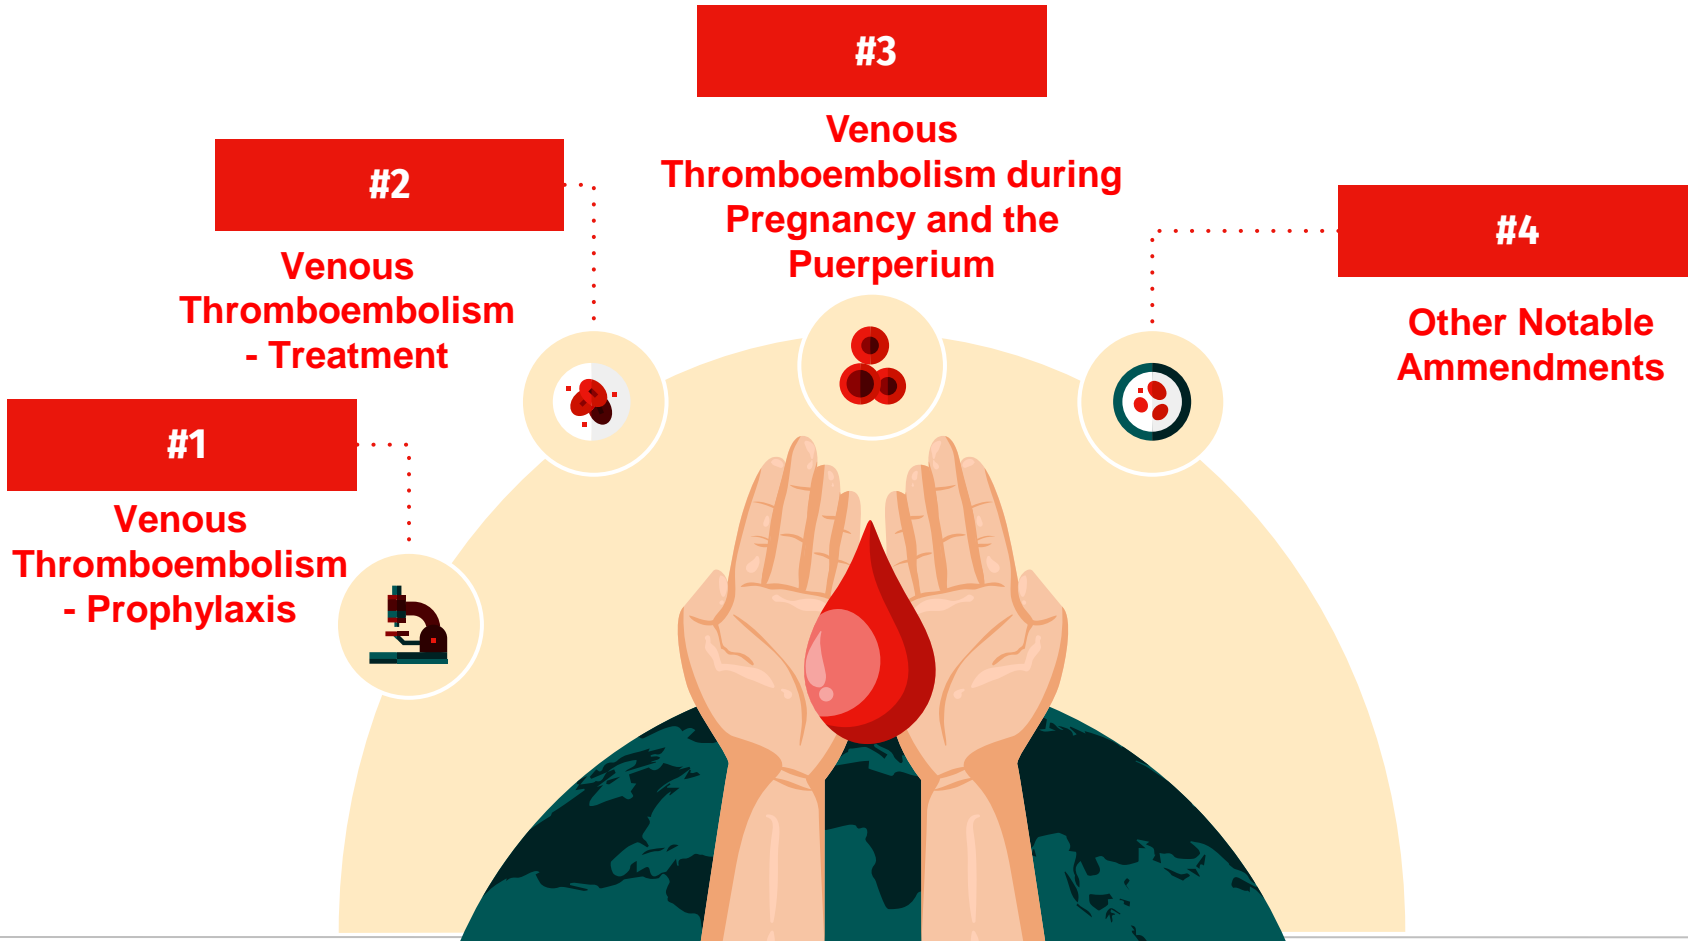 #1
Venous
Thromboembolism
- Prophylaxis
#2
Venous
Thromboembolism
- Treatment
#3
Venous
Thromboembolism during
Pregnancy and the
Puerperium
#4
Other Notable
Ammendments